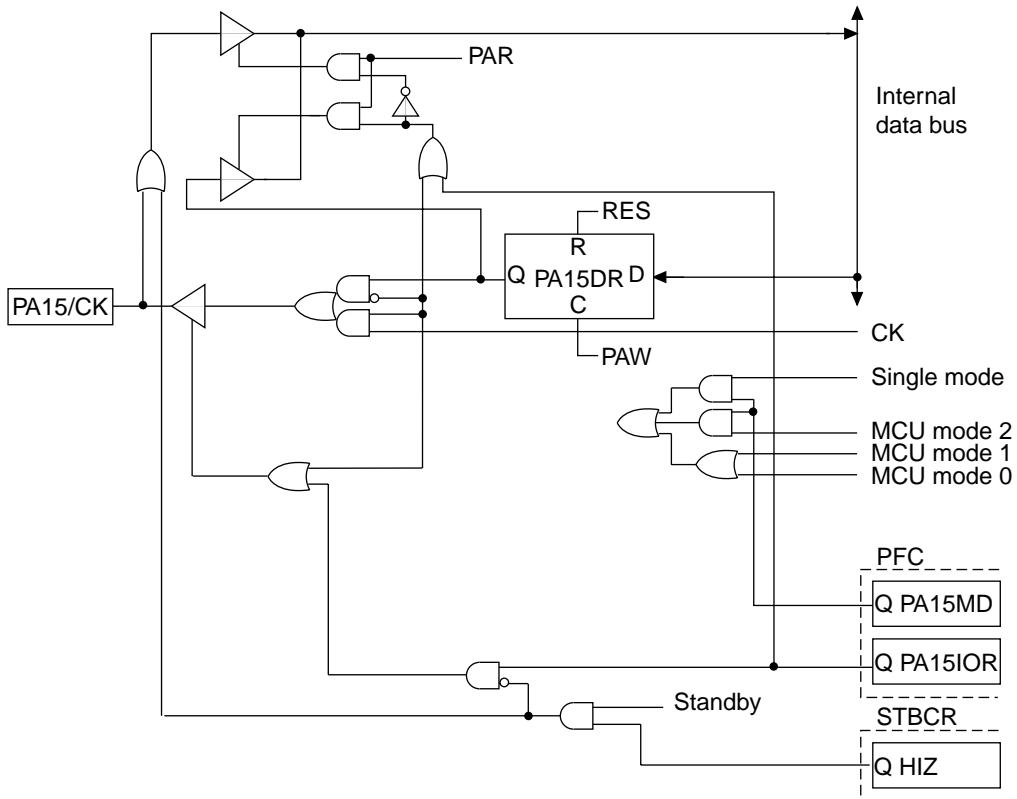 PAR
Internal
data bus
RES
R
Q
PA15DR
D
C
PAW
PA15/CK
CK
Single mode
MCU mode 2
MCU mode 1
MCU mode 0
PFC
Q PA15MD
Q PA15IOR
Standby
STBCR
Q HIZ